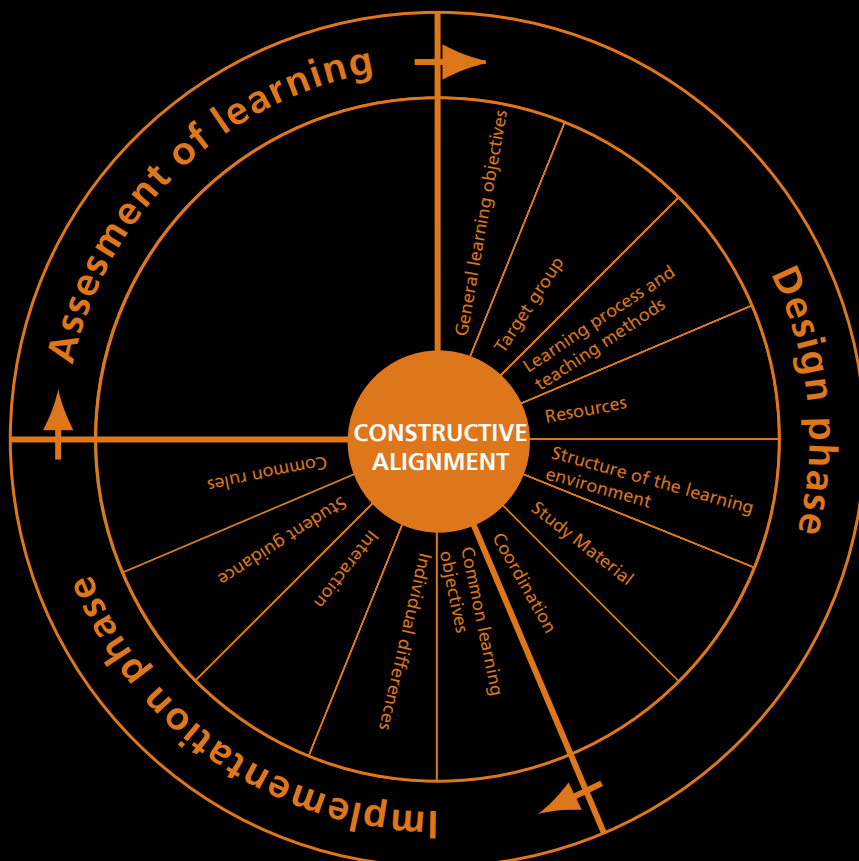 Assesment of learning
Design phase
Implementation phase
CONSTRUCTIVE
ALIGNMENT
General learning objectives
Target group
Learning process and
teaching methods
Resources
Structure of the learning
environment
Study Material
Coordination
Common learning
objectives
Individual differences
Interaction
Student guidance
Common rules